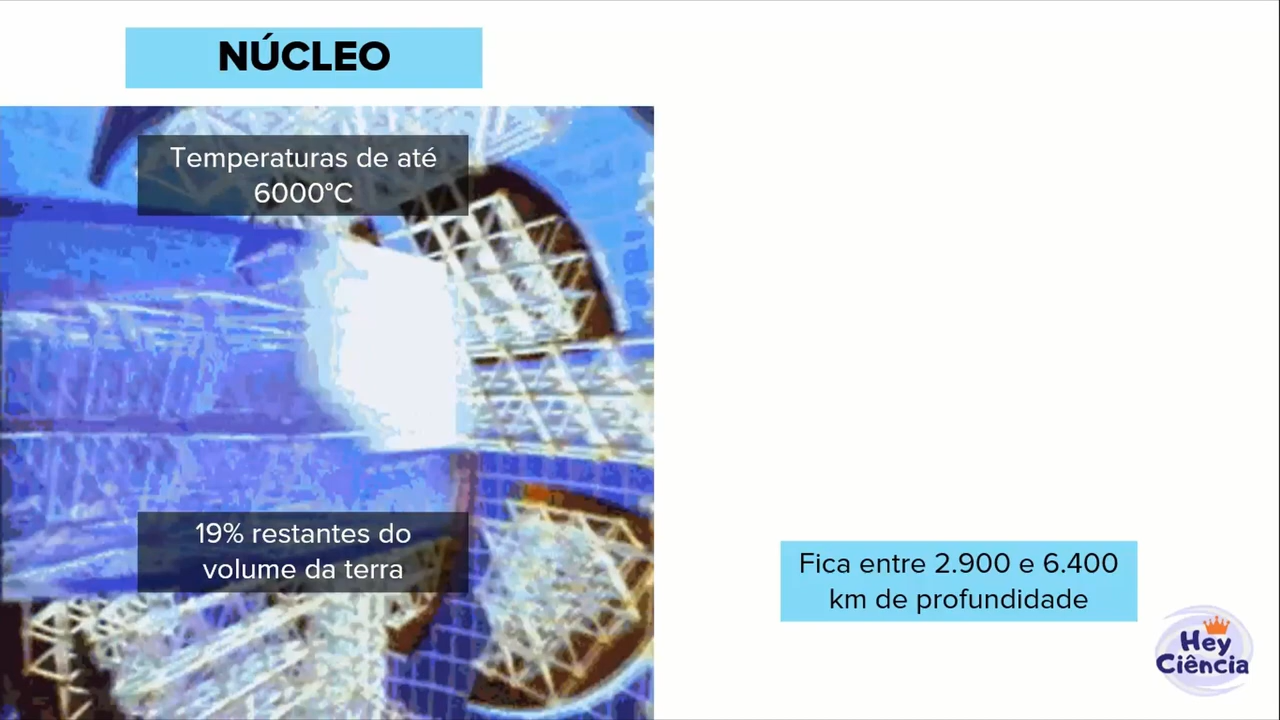 NÚCLEO
Temperaturas de até
6000°C
19% restantes do
volume da terra
Fica entre 2.900 e 6.400
km de profundidade
Hey
Ciência